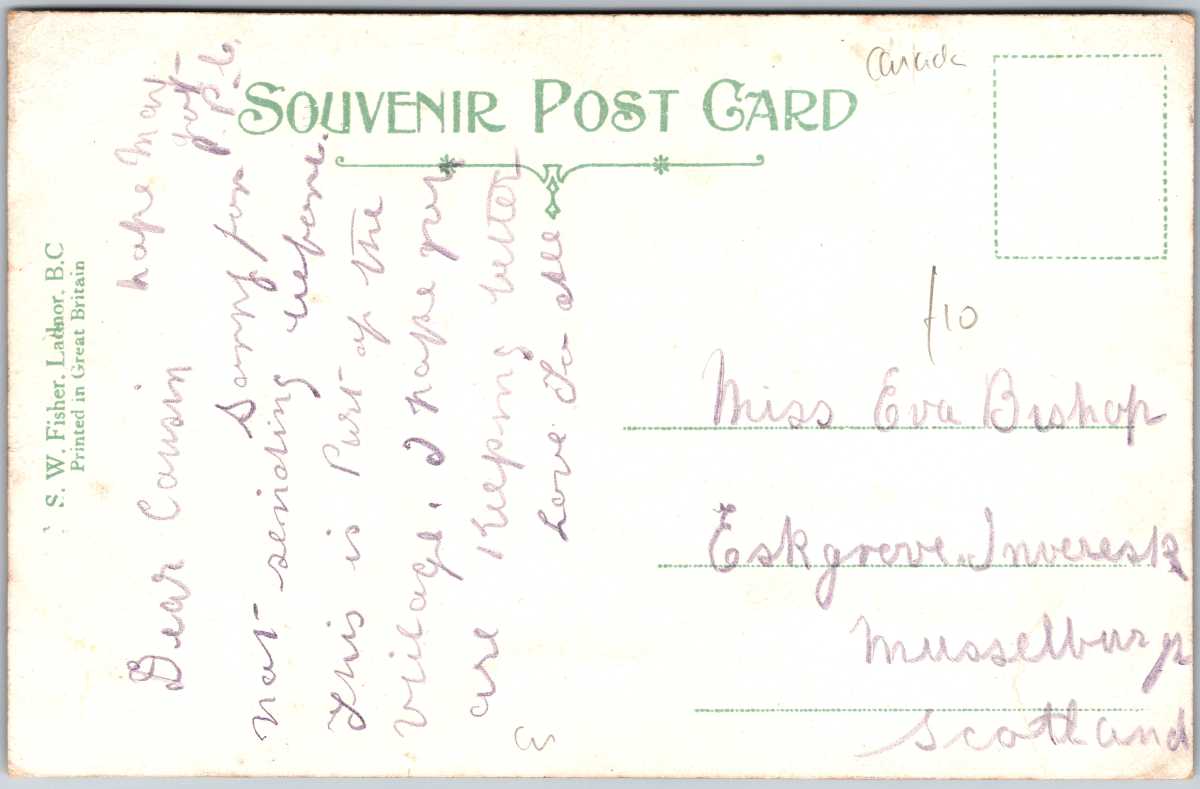 SOUVENIR POST CARD
Canada
£10
S. W. Fisher, Ladnor, B.C
Printed in Great Britain
Dear Cousin hope May
got P.P.C.
Sorry for
not sending before.
This is Part of the
village. I hope you
are Keeping better
Love To all
Miss Eva Bishop
Eskgrove. Inveresk
Musselburg
Scotland